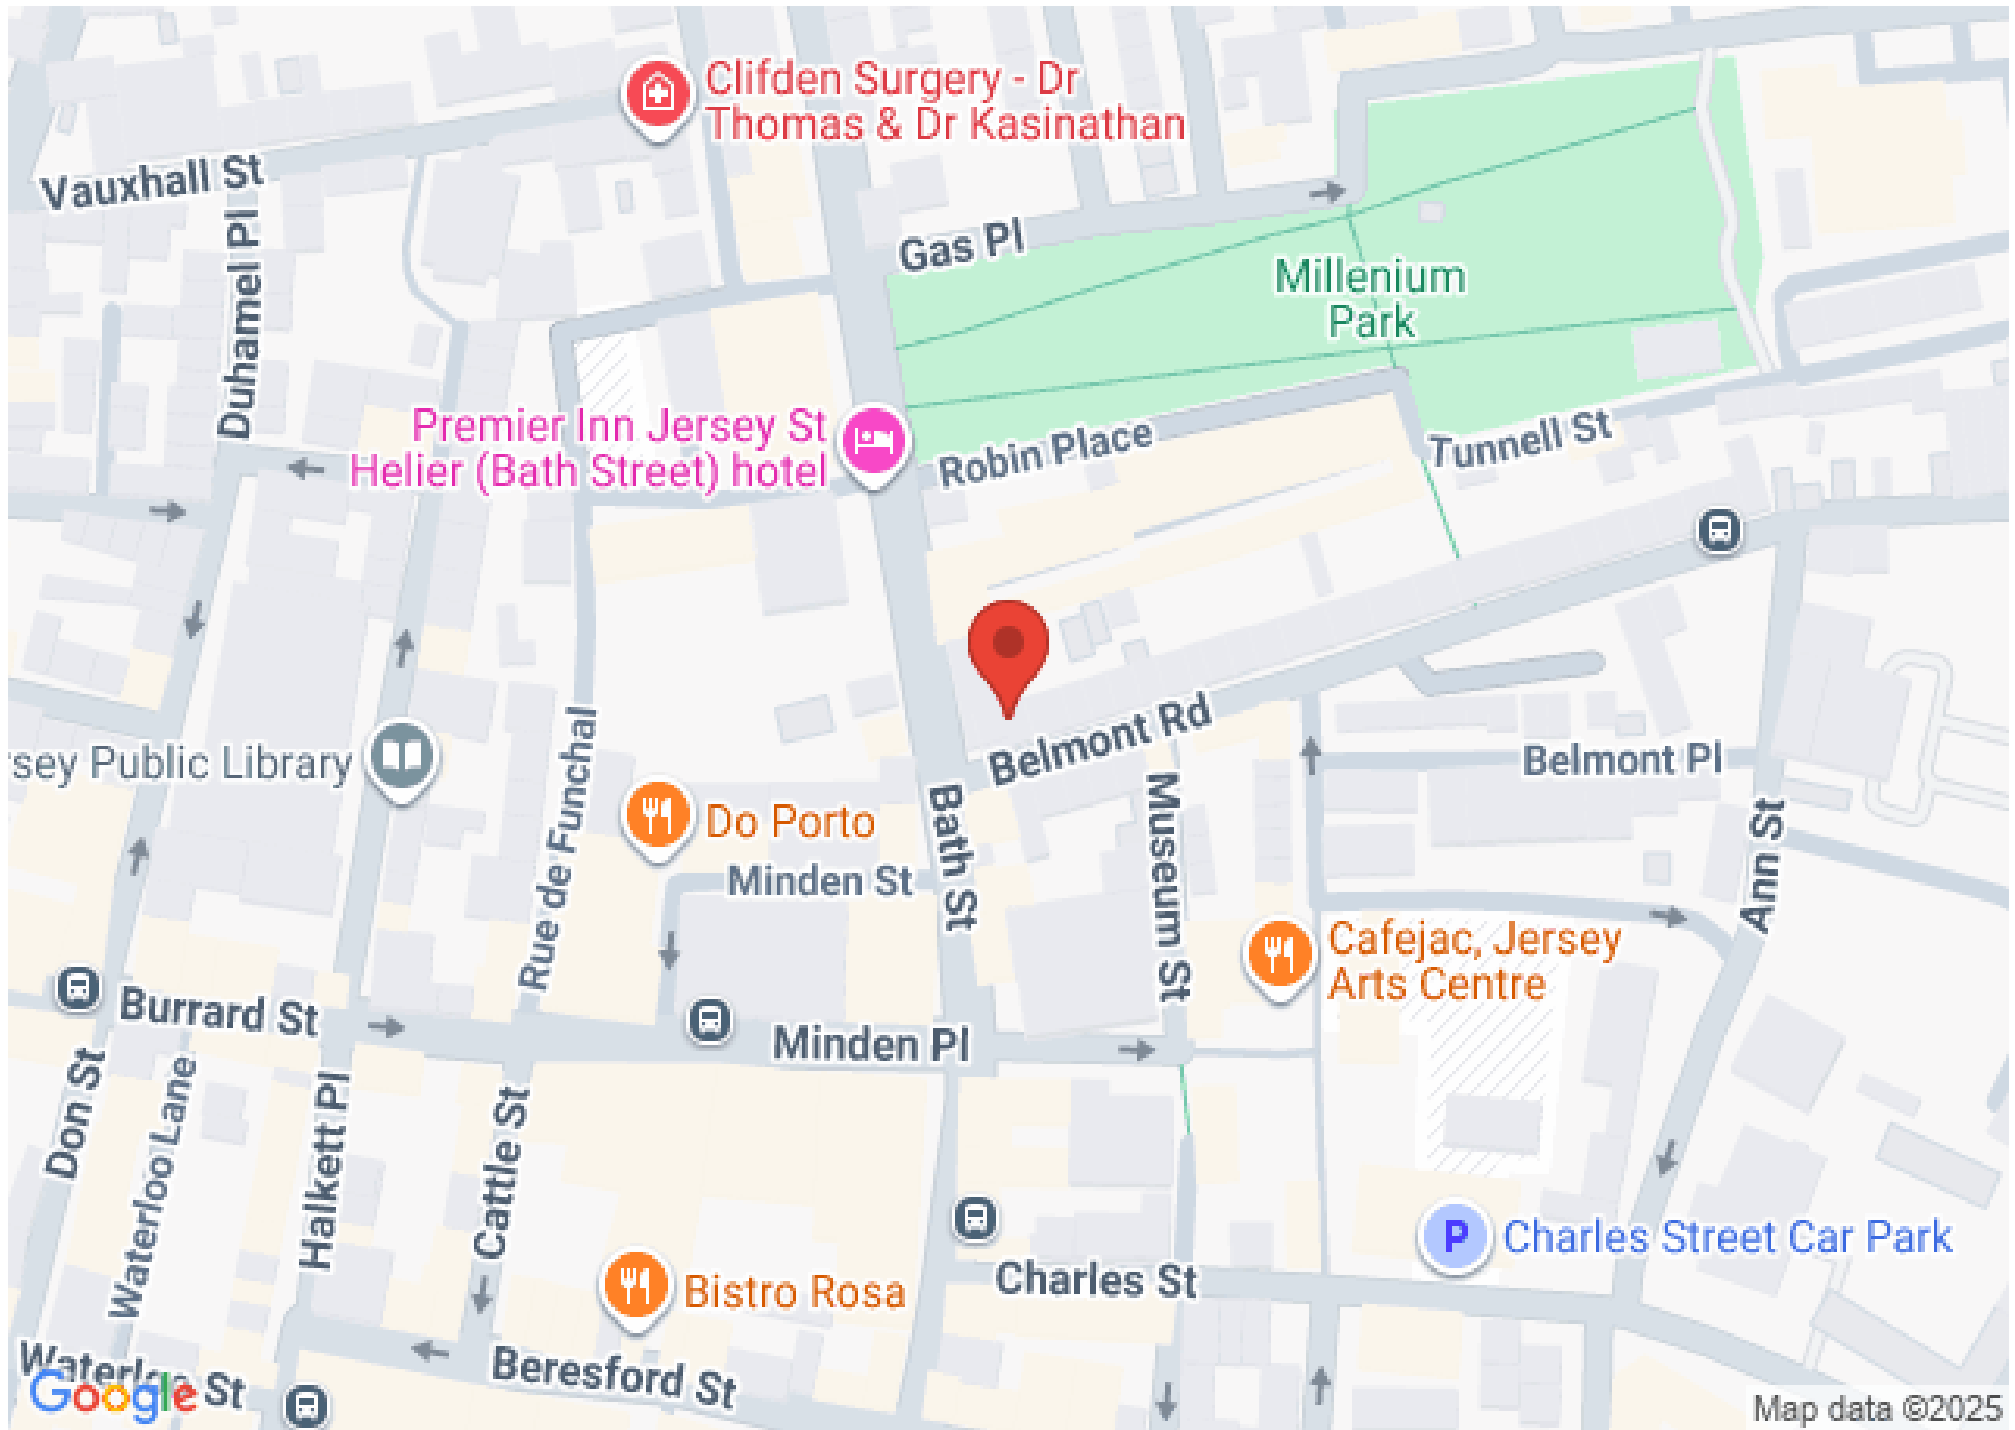 Clifden Surgery - Dr
Thomas & Dr Kasinathan
Vauxhall St
Duhamel Pl
Gas Pl
Millenium
Park
Premier Inn Jersey St
Helier (Bath Street) hotel
Robin Place
Tunnell St
Belmont Rd
sey Public Library
Rue de Funchal
Do Porto
Bath St
Museum St
Belmont Pl
Ann St
Minden St
Cafejac, Jersey
Arts Centre
Burrard St
Minden Pl
Don St
Waterloo Lane
Halkett Pl
Cattle St
P
Charles Street Car Park
Charles St
Bistro Rosa
Beresford St
Waterloo St
Google
Map data ©2025